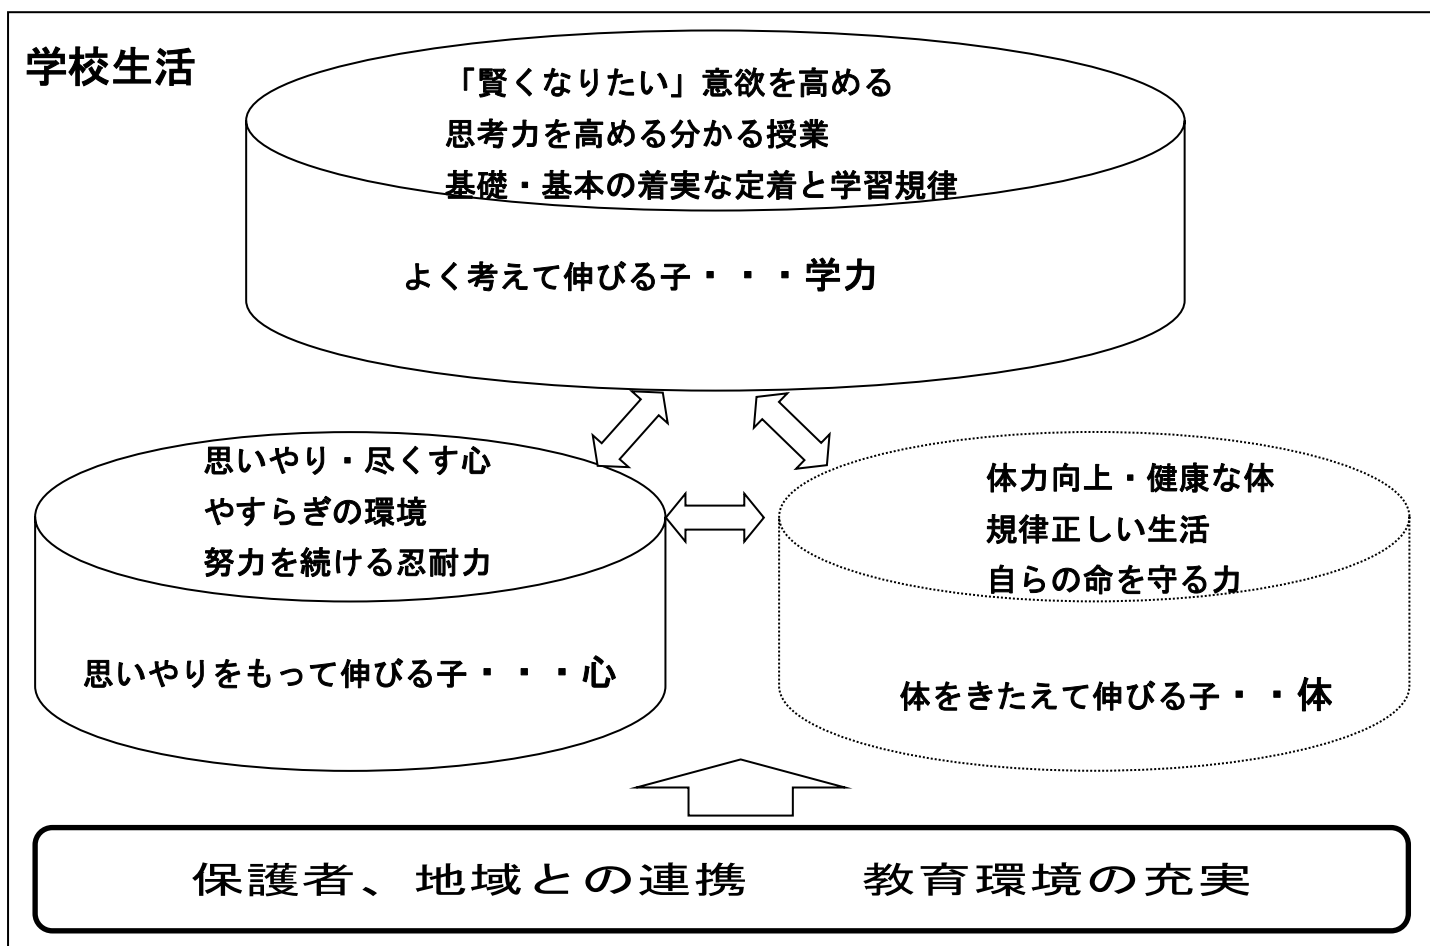 学校生活
「賢くなりたい」意欲を高める
思考力を高める分かる授業
基礎・基本の着実な定着と学習規律
よく考えて伸びる子・・・学力
思いやり・尽くす心
やすらぎの環境
努力を続ける忍耐力
思いやりをもって伸びる子・・・心
体力向上・健康な体
規律正しい生活
自らの命を守る力
体をきたえて伸びる子・・体
保護者、地域との連携　　教育環境の充実